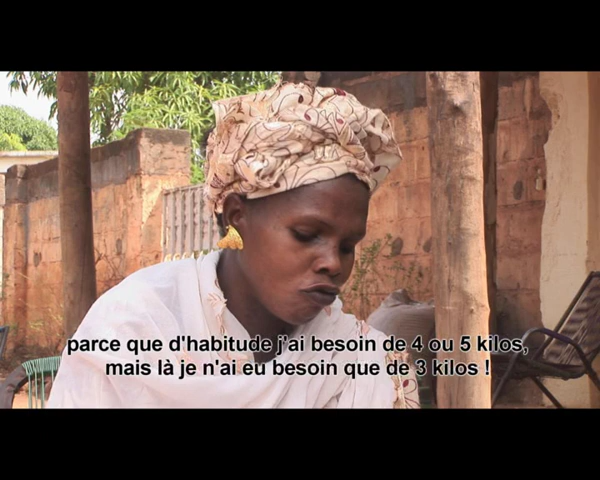 parce que d'habitude j'ai besoin de 4 ou 5 kilos,
mais là je n'ai eu besoin que de 3 kilos !